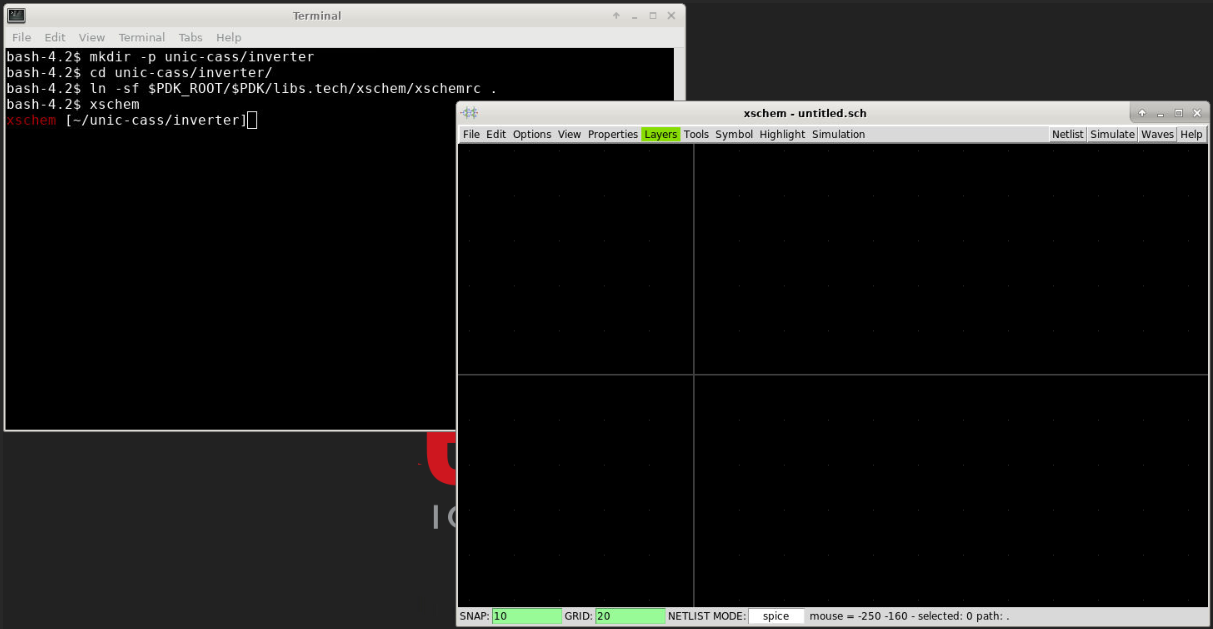 Terminal
File Edit View Terminal Tabs Help
bash-4.2$ mkdir -p unic-cass/inverter
bash-4.2$ cd unic-cass/inverter/
bash-4.2$ ln -sf $PDK_ROOT/$PDK/libs.tech/xschem/xschemrc .
bash-4.2$ xschem
xschem [~/unic-cass/inverter]
xschem - untitled.sch
File Edit Options View Properties Layers Tools Symbol Highlight Simulation Netlist Simulate Waves Help
SNAP: 10 GRID: 20 NETLIST MODE: spice mouse = -250 -160 - selected: 0 path: .